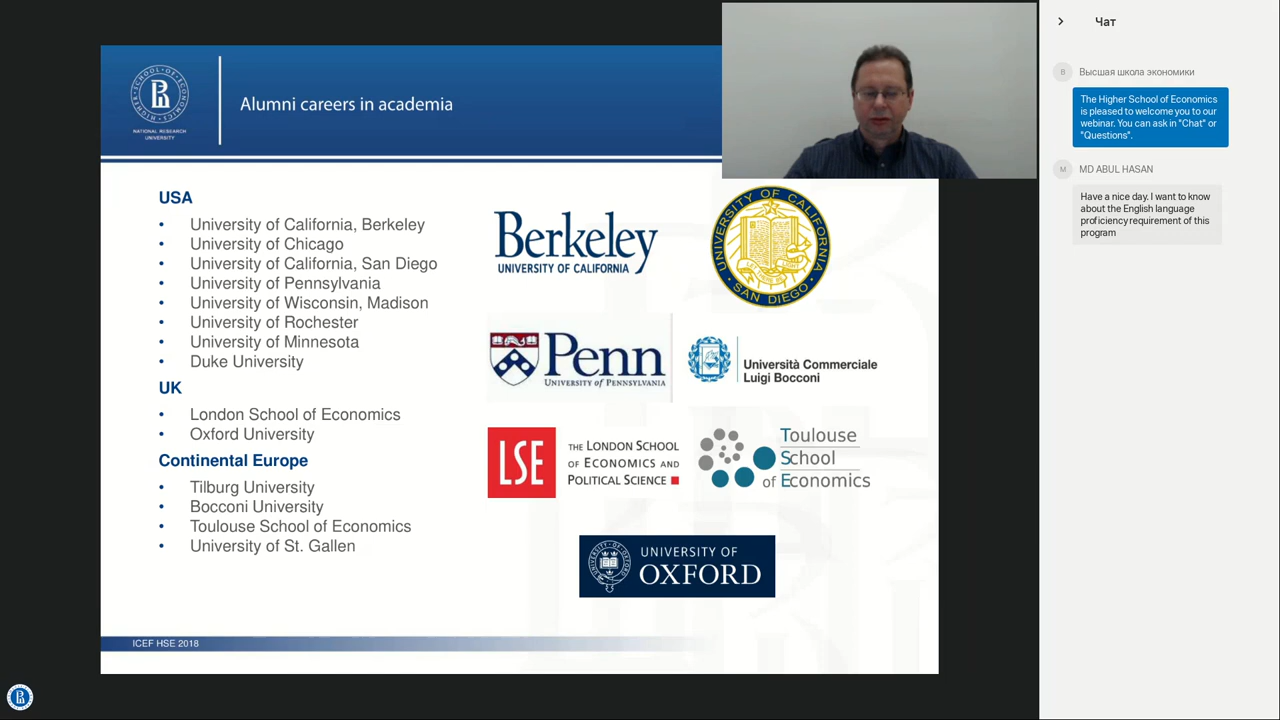 HIGHER SCHOOL OF ECONOMICS
NATIONAL RESEARCH
UNIVERSITY
Alumni careers in academia
USA
• University of California, Berkeley
• University of Chicago
• University of California, San Diego
• University of Pennsylvania
• University of Wisconsin, Madison
• University of Rochester
• University of Minnesota
• Duke University
UK
• London School of Economics
• Oxford University
Continental Europe
• Tilburg University
• Bocconi University
• Toulouse School of Economics
• University of St. Gallen
Berkeley
UNIVERSITY OF CALIFORNIA
UNIVERSITY OF CALIFORNIA
SAN DIEGO
Penn
UNIVERSITY OF PENNSYLVANIA
Università Commerciale
Luigi Bocconi
LSE
THE LONDON SCHOOL
OF ECONOMICS AND
POLITICAL SCIENCE
Toulouse
School
of Economics
UNIVERSITY OF
OXFORD
ICEF HSE 2018
Чат
В
Высшая школа экономики
The Higher School of Economics
is pleased to welcome you to our
webinar. You can ask in "Chat" or
"Questions".
M
MD ABUL HASAN
Have a nice day. I want to know
about the English language
proficiency requirement of this
program